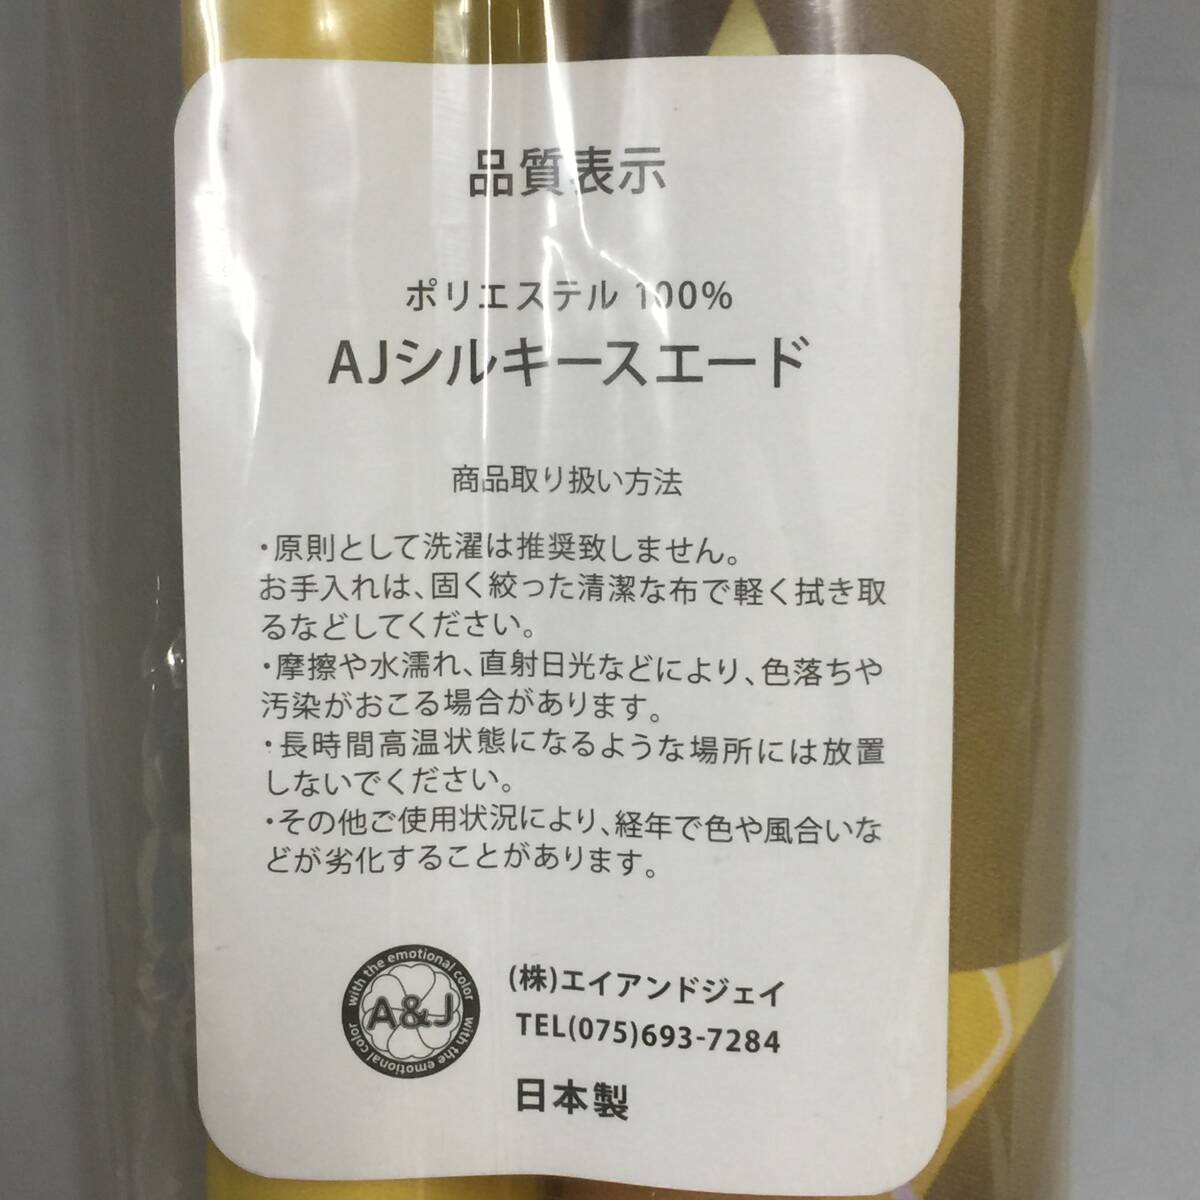 品質表示
ポリエステル 100%
AJシルキースエード
商品取り扱い方法
・原則として洗濯は推奨致しません。
お手入れは、固く絞った清潔な布で軽く拭き取
るなどしてください。
・摩擦や水濡れ、直射日光などにより、色落ちや
汚染がおこる場合があります。
・長時間高温状態になるような場所には放置
しないでください。
・その他ご使用状況により、経年で色や風合いな
どが劣化することがあります。
with the emotional color
A&J
with the emotional color
(株)エイアンドジェイ
TEL(075)693-7284
日本製